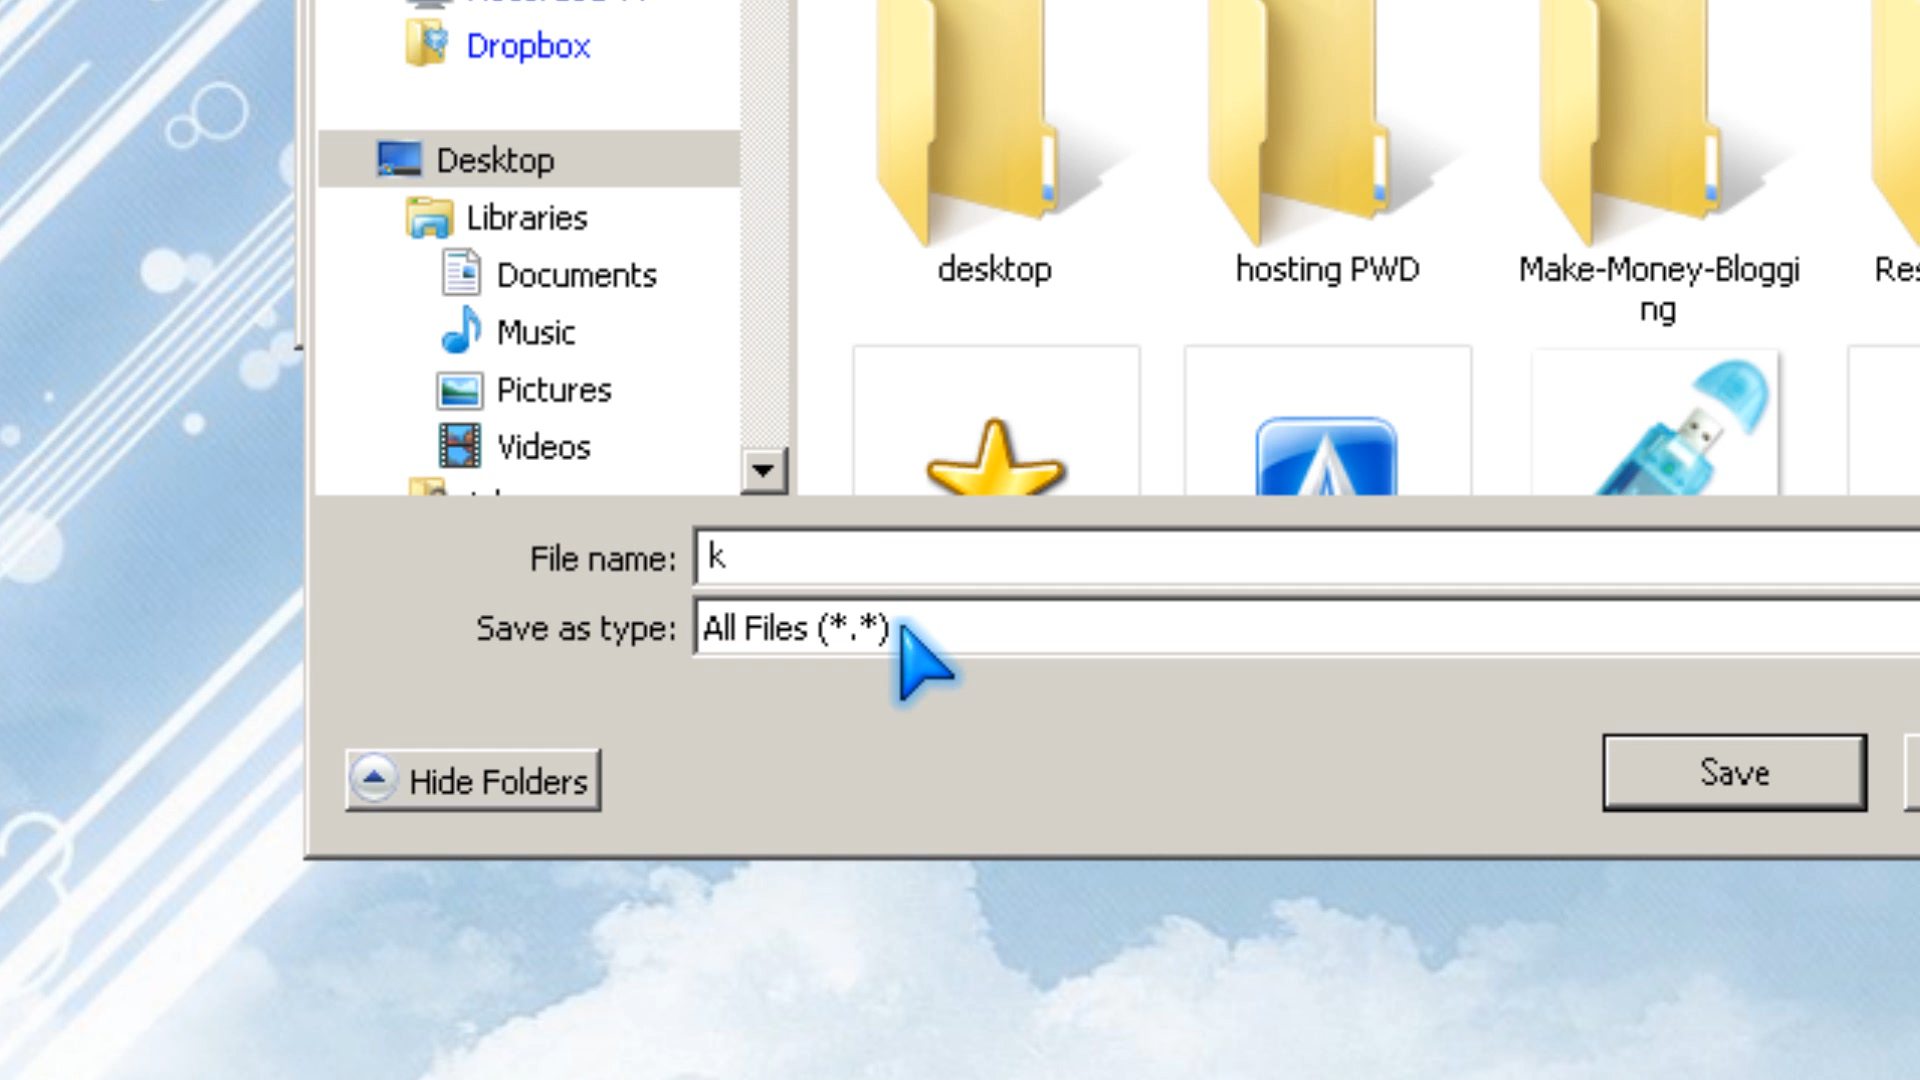 Dropbox
Desktop
Libraries
Documents
Music
Pictures
Videos
desktop
hosting PWD
Make-Money-Bloggi
ng
Res
File name: k
Save as type: All Files (*.*)
Hide Folders
Save